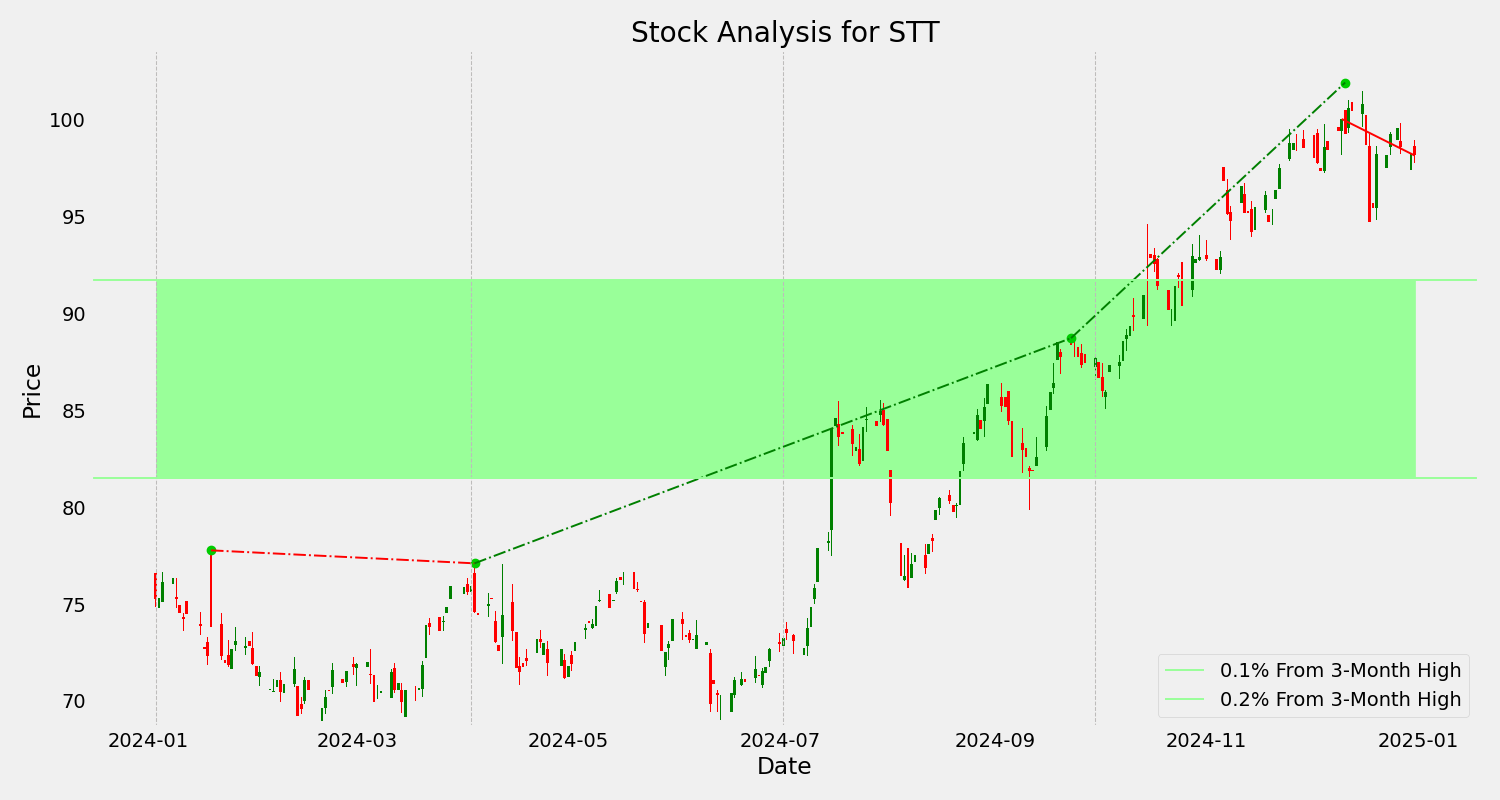 Stock Analysis for STT
Price
100
95
90
85
80
75
70
0.1% From 3-Month High
0.2% From 3-Month High
2024-01
2024-03
2024-05
2024-07
2024-09
2024-11
2025-01
Date